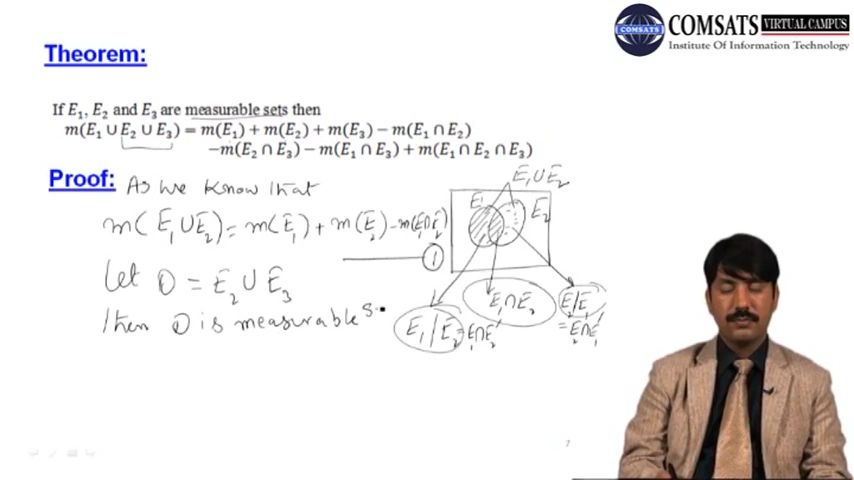 COMSATS VIRTUAL CAMPUS
COMSATS
Institute Of Information Technology
Theorem:
If E₁, E₂ and E₃ are measurable sets then
m(E₁ ∪ E₂ ∪ E₃) = m(E₁) + m(E₂) + m(E₃) − m(E₁ ∩ E₂)
−m(E₂ ∩ E₃) − m(E₁ ∩ E₃) + m(E₁ ∩ E₂ ∩ E₃)
Proof: As we know that
m(E₁∪E₂) = m(E₁) + m(E₂) − m(E₁∩E₂)
①
Let D = E₂ ∪ E₃
then D is measurable s
E₁∪E₂
E₁
E₂
E₁/E₂ = E₁∩E₂′
E₁∩E₂
E₂/E₁
= E₂∩E₁′
7